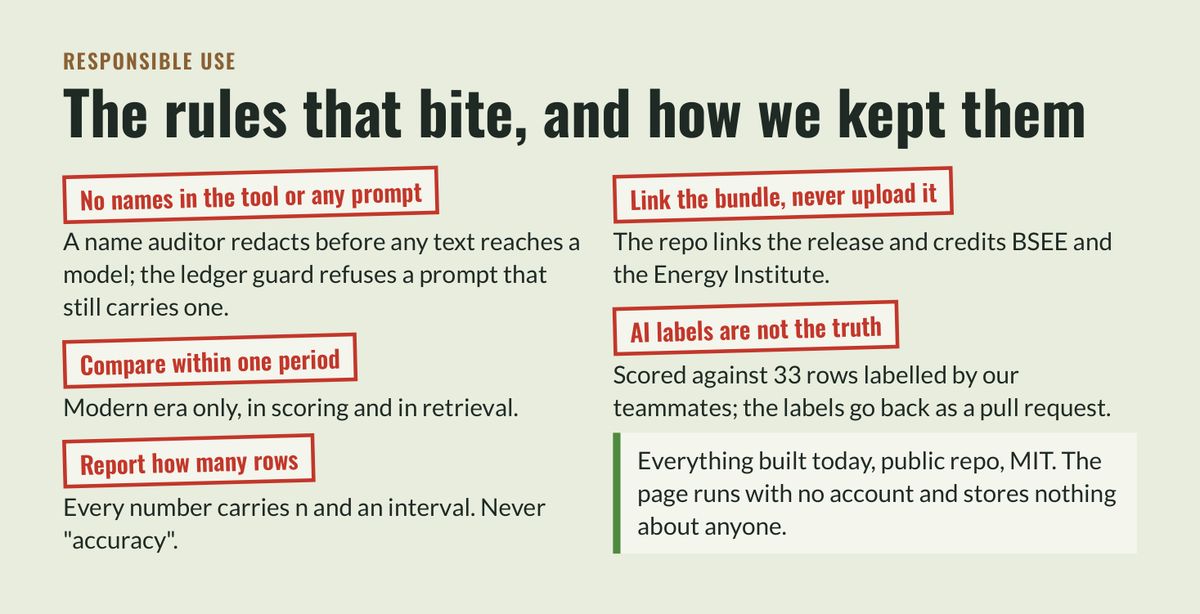 RESPONSIBLE USE
The rules that bite, and how we kept them
No names in the tool or any prompt
A name auditor redacts before any text reaches a
model; the ledger guard refuses a prompt that
still carries one.
Compare within one period
Modern era only, in scoring and in retrieval.
Report how many rows
Every number carries n and an interval. Never
"accuracy".
Link the bundle, never upload it
The repo links the release and credits BSEE and
the Energy Institute.
AI labels are not the truth
Scored against 33 rows labelled by our
teammates; the labels go back as a pull request.
Everything built today, public repo, MIT. The
page runs with no account and stores nothing
about anyone.